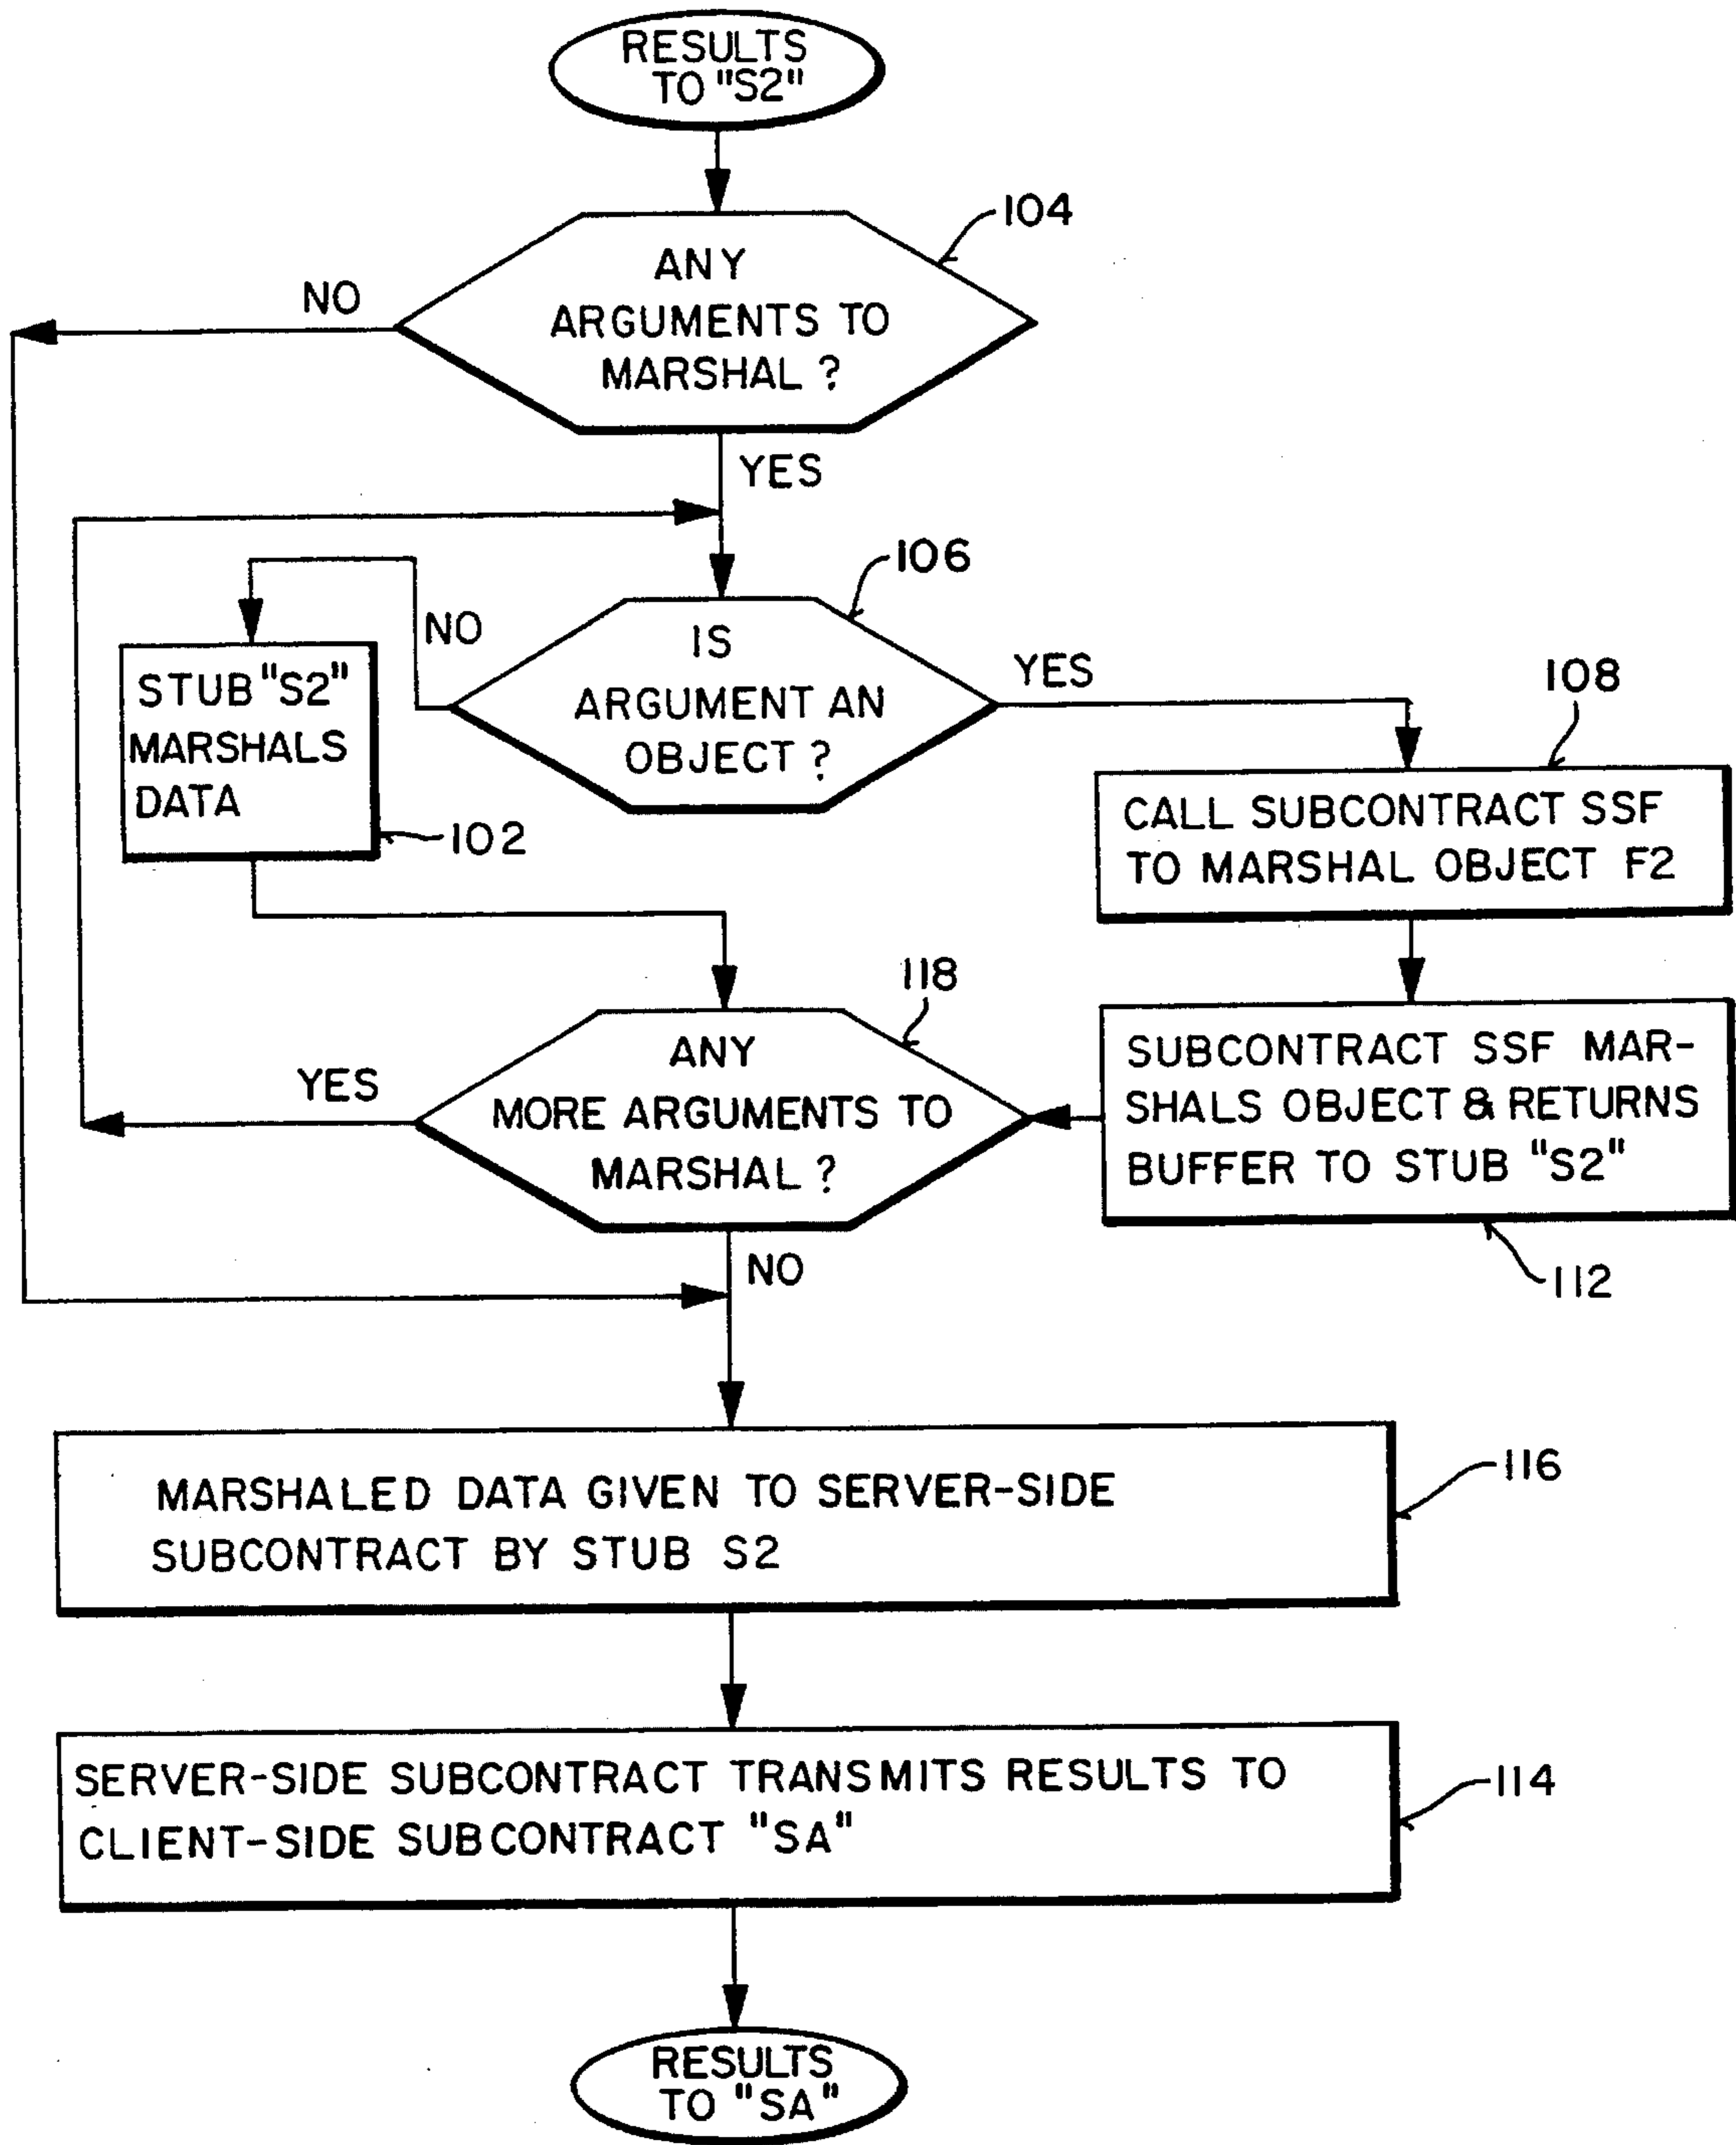 RESULTS
TO "S2"
104
ANY
ARGUMENTS TO
MARSHAL ?
NO
YES
106
IS
ARGUMENT AN
OBJECT ?
NO
YES
STUB "S2"
MARSHALS
DATA
102
108
CALL SUBCONTRACT SSF
TO MARSHAL OBJECT F2
118
ANY
MORE ARGUMENTS TO
MARSHAL ?
YES
NO
SUBCONTRACT SSF MAR-
SHALS OBJECT & RETURNS
BUFFER TO STUB "S2"
112
MARSHALED DATA GIVEN TO SERVER-SIDE
SUBCONTRACT BY STUB S2
116
SERVER-SIDE SUBCONTRACT TRANSMITS RESULTS TO
CLIENT-SIDE SUBCONTRACT "SA"
114
RESULTS
TO "SA"